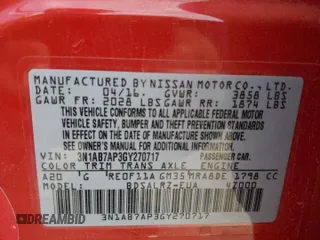 MANUFACTURED BY NISSAN MOTOR CO., LTD.
DATE: 04/16 GVWR: 3858 LBS
GAWR FR: 2028 LBS GAWR RR: 1874 LBS
THIS VEHICLE CONFORMS TO ALL APPLICABLE FEDERAL MOTOR VEHICLE
SAFETY, BUMPER AND THEFT PREVENTION STANDARDS IN
EFFECT ON THE DATE OF MANUFACTURE SHOWN ABOVE.
SEE OWNER'S MANUAL FOR ADDITIONAL INFORMATION.
VIN: 3N1AB7AP3GY270717 PASSENGER CAR.
COLOR TRIM TRANS AXLE ENGINE
A20 G RE0F11A GM35 MRA8DE 1798 CC
MODEL: BDSALR7-EUA 4Z000
3N1AB7AP3GY270717
DREAMBID